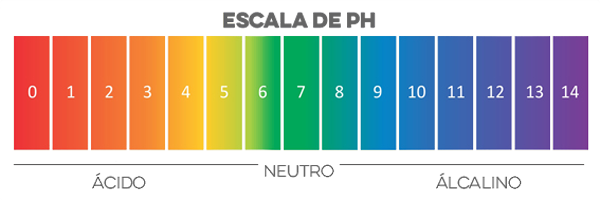 ESCALA DE PH
0 1 2 3 4 5 6 7 8 9 10 11 12 13 14
ÁCIDO NEUTRO ÁLCALINO